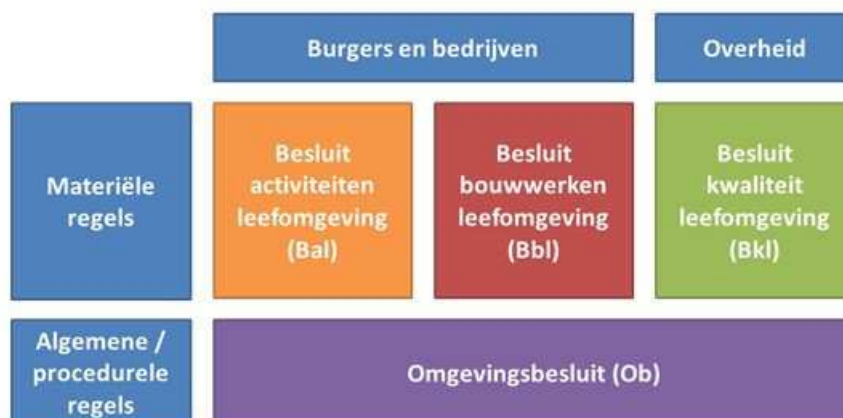 Burgers en bedrijven
Overheid
Materiële
regels
Besluit
activiteiten
leefomgeving
(Bal)
Besluit
bouwwerken
leefomgeving
(Bbl)
Besluit
kwaliteit
leefomgeving
(Bkl)
Algemene /
procedurele
regels
Omgevingsbesluit (Ob)